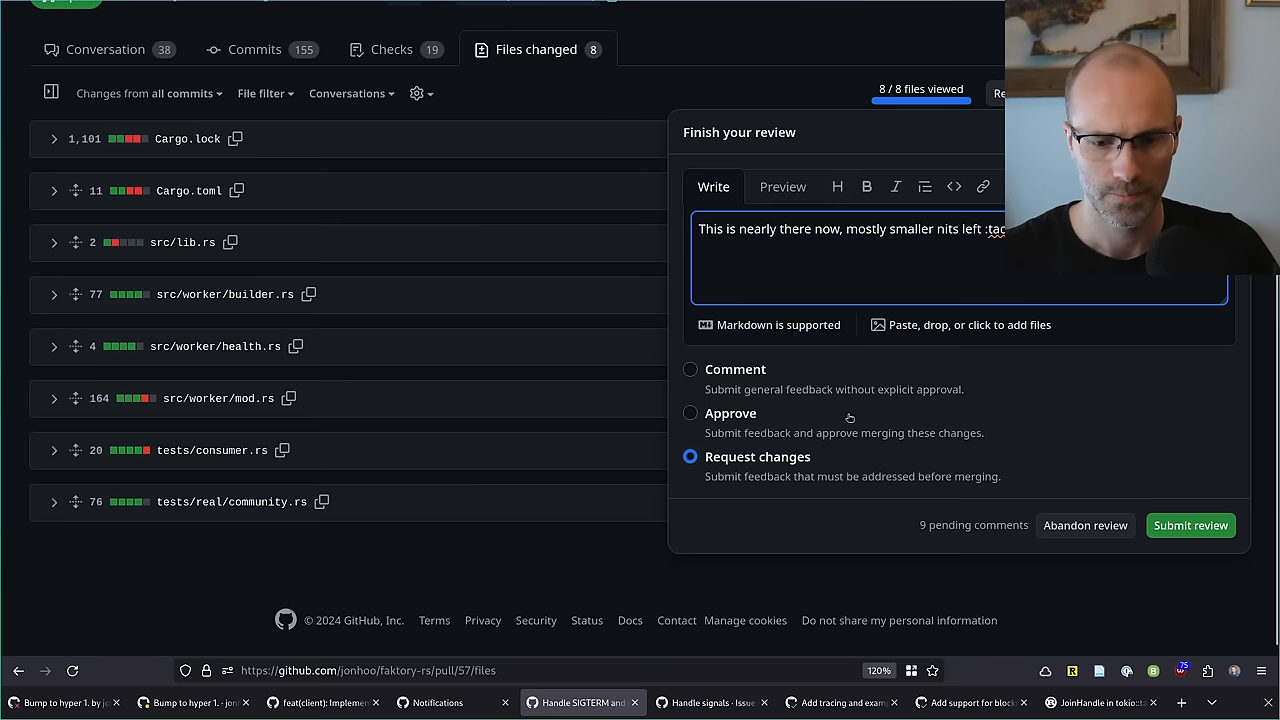 Conversation 38 Commits 155 Checks 19 Files changed 8
Changes from all commits File filter Conversations 8 / 8 files viewed Re
1,101 Cargo.lock
11 Cargo.toml
2 src/lib.rs
77 src/worker/builder.rs
4 src/worker/health.rs
164 src/worker/mod.rs
20 tests/consumer.rs
76 tests/real/community.rs
Finish your review
Write Preview H B I
This is nearly there now, mostly smaller nits left :tad
Markdown is supported Paste, drop, or click to add files
Comment
Submit general feedback without explicit approval.
Approve
Submit feedback and approve merging these changes.
Request changes
Submit feedback that must be addressed before merging.
9 pending comments Abandon review Submit review
© 2024 GitHub, Inc. Terms Privacy Security Status Docs Contact Manage cookies Do not share my personal information
https://github.com/jonhoo/faktory-rs/pull/57/files 120% 75
Bump to hyper 1. by jo Bump to hyper 1. · jon feat(client): Implemen Notifications Handle SIGTERM and Handle signals · Issue Add tracing and exam Add support for block JoinHandle in tokio::ta